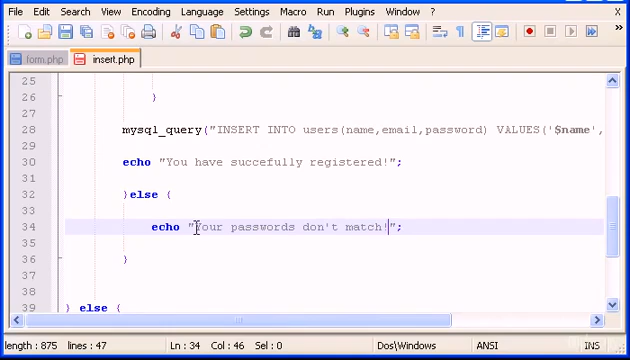 File Edit Search View Encoding Language Settings Macro Run Plugins Window ? X
form.php insert.php
25
26 }
27
28 mysql_query("INSERT INTO users(name,email,password) VALUES('$name',
29
30 echo "You have succefully registered!";
31
32 }else {
33
34 echo "Your passwords don't match!";
35
36 }
37
38
39 } else {
length : 875 lines : 47 Ln : 34 Col : 46 Sel : 0 Dos\Windows ANSI INS